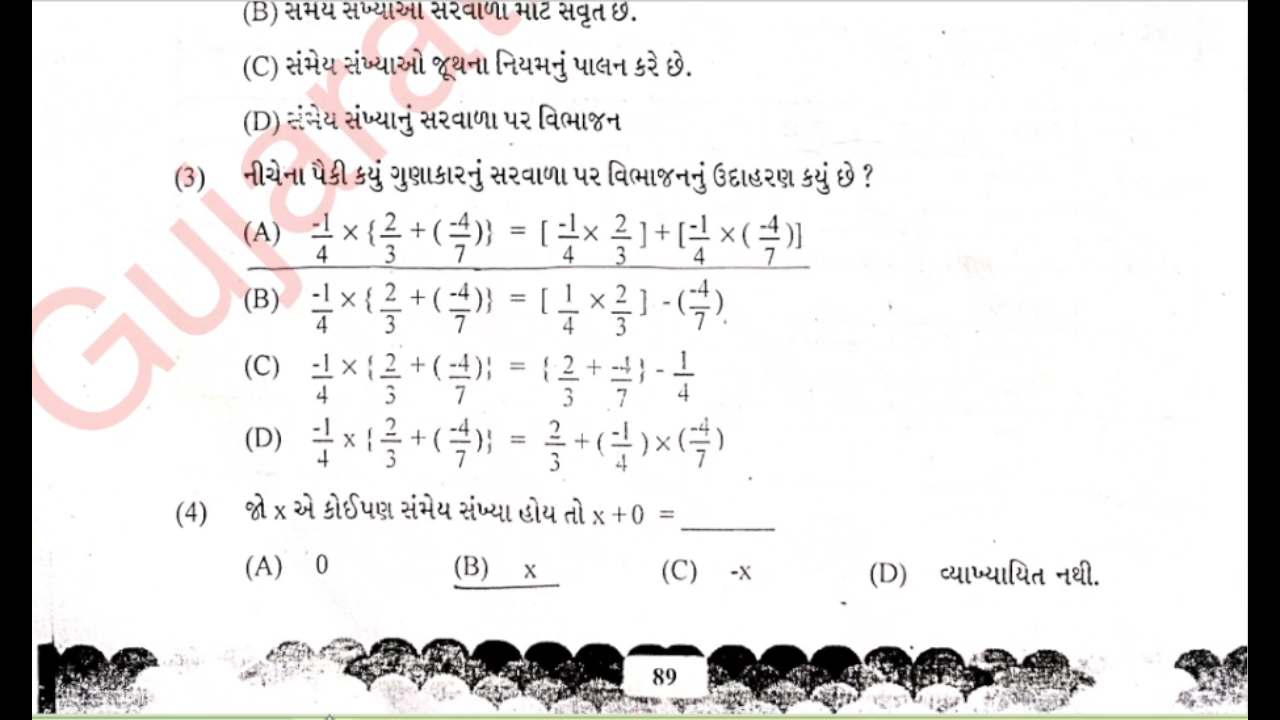 (B) સંમેય સંખ્યાઓ સરવાળા માટે સંવૃત છે.
(C) સંમેય સંખ્યાઓ જૂથના નિયમનું પાલન કરે છે.
(D) સંમેય સંખ્યાનું સરવાળા પર વિભાજન
(3) નીચેના પૈકી કયું ગુણાકારનું સરવાળા પર વિભાજનનું ઉદાહરણ કયું છે ?
(A) -1/4 × {2/3 + (-4/7)} = [-1/4 × 2/3] + [-1/4 × (-4/7)]
(B) -1/4 × {2/3 + (-4/7)} = [1/4 × 2/3] - (-4/7)
(C) -1/4 × {2/3 + (-4/7)} = {2/3 + -4/7} - 1/4
(D) -1/4 x {2/3 + (-4/7)} = 2/3 + (-1/4) × (-4/7)
(4) જો x એ કોઈપણ સંમેય સંખ્યા હોય તો x + 0 = ______
(A) 0 (B) x (C) -x (D) વ્યાખ્યાયિત નથી.
89
Gujarat